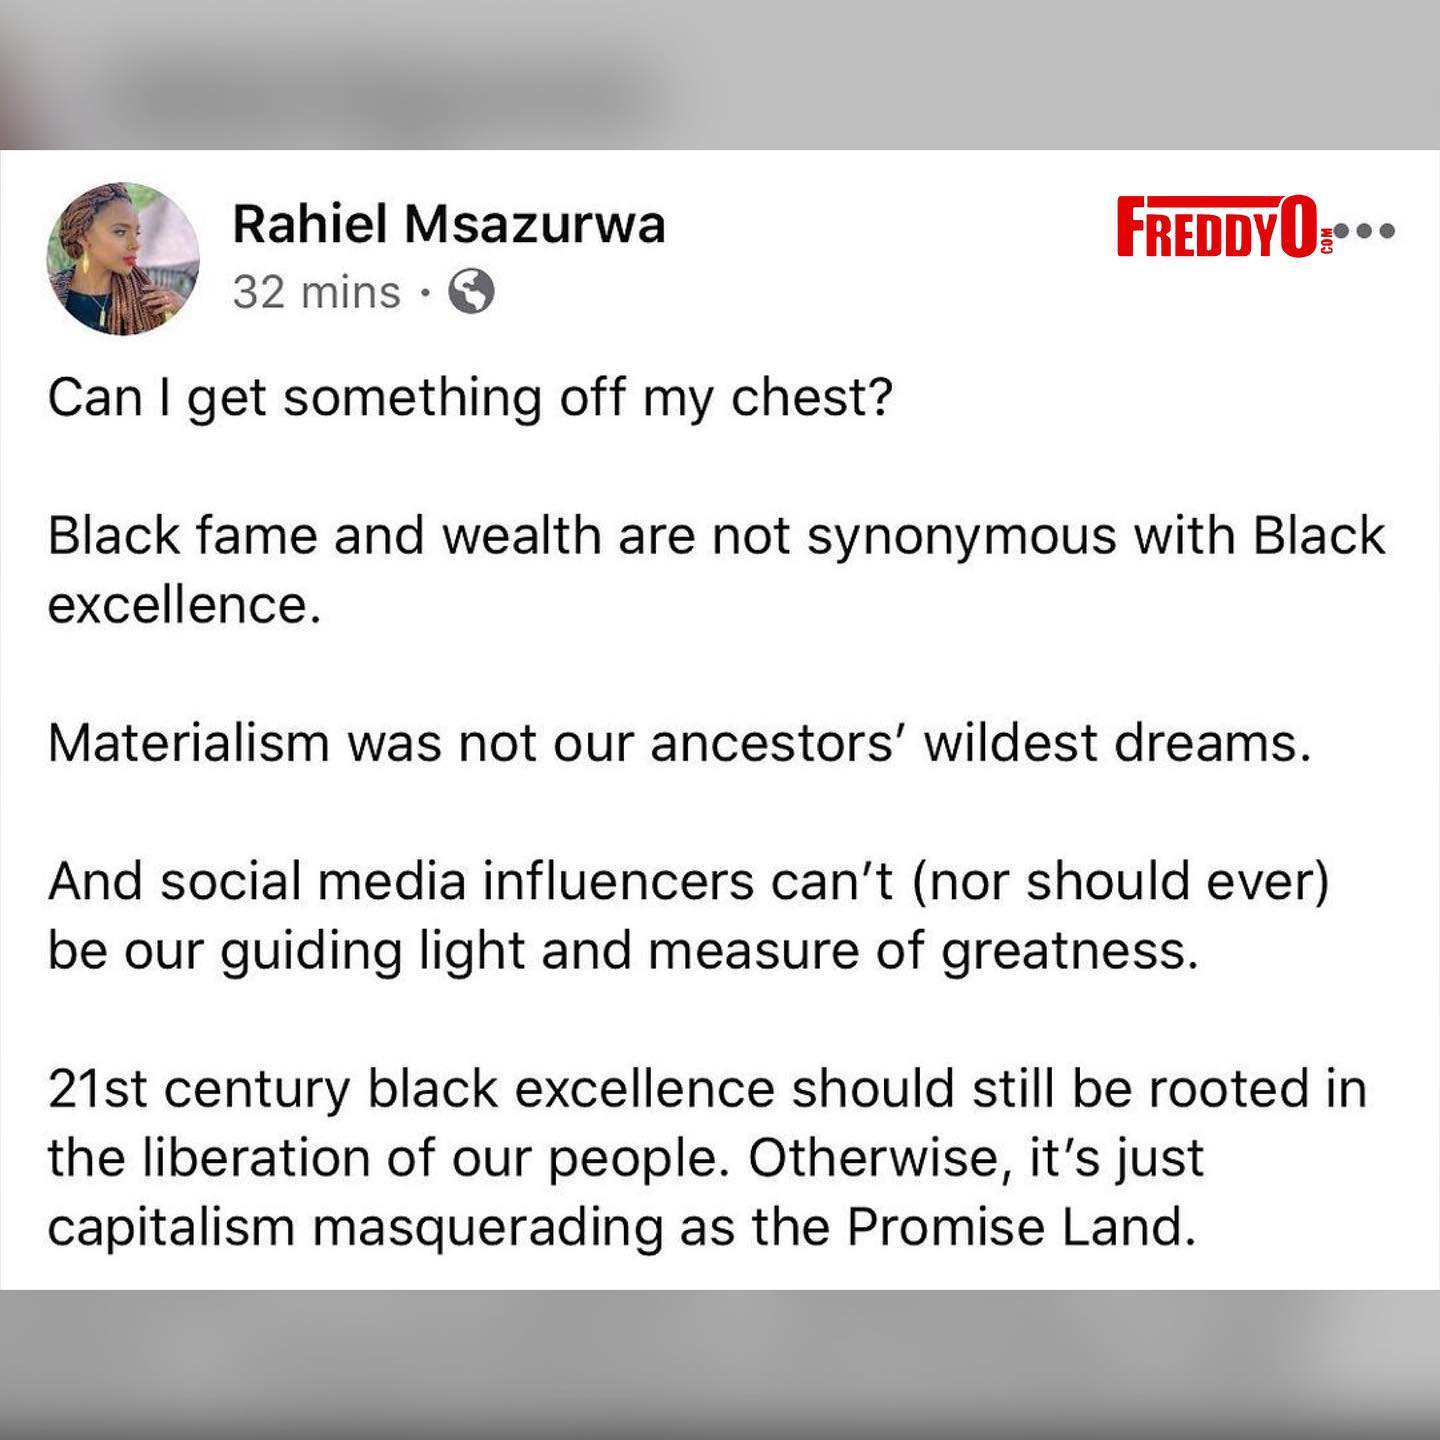 Rahiel Msazurwa
FREDDYO.COM
32 mins ·
Can I get something off my chest?
Black fame and wealth are not synonymous with Black
excellence.
Materialism was not our ancestors’ wildest dreams.
And social media influencers can’t (nor should ever)
be our guiding light and measure of greatness.
21st century black excellence should still be rooted in
the liberation of our people. Otherwise, it’s just
capitalism masquerading as the Promise Land.